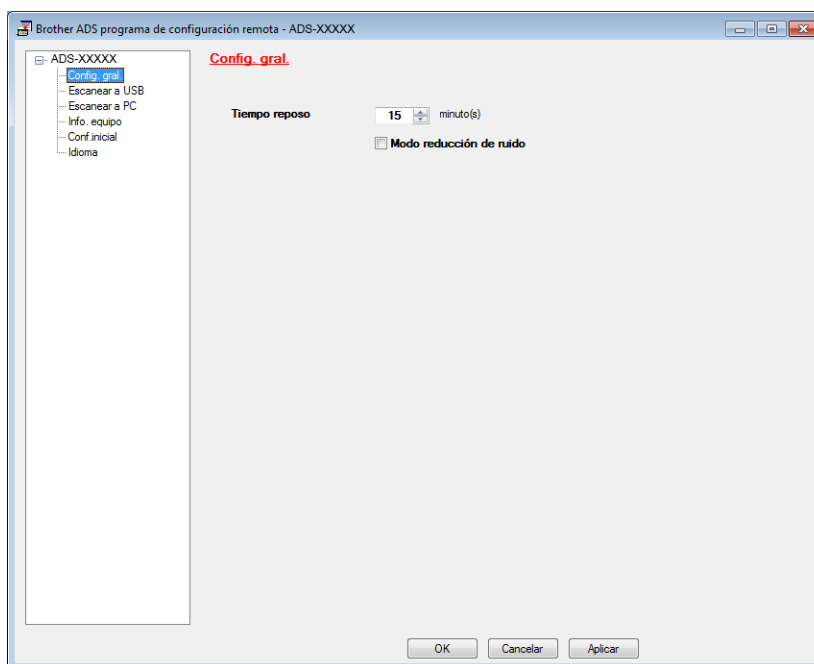 Brother ADS programa de configuración remota - ADS-XXXXX
ADS-XXXXX
Config. gral.
Escanear a USB
Escanear a PC
Info. equipo
Conf.inicial
Idioma
Config. gral.
Tiempo reposo 15 minuto(s)
Modo reducción de ruido
OK Cancelar Aplicar